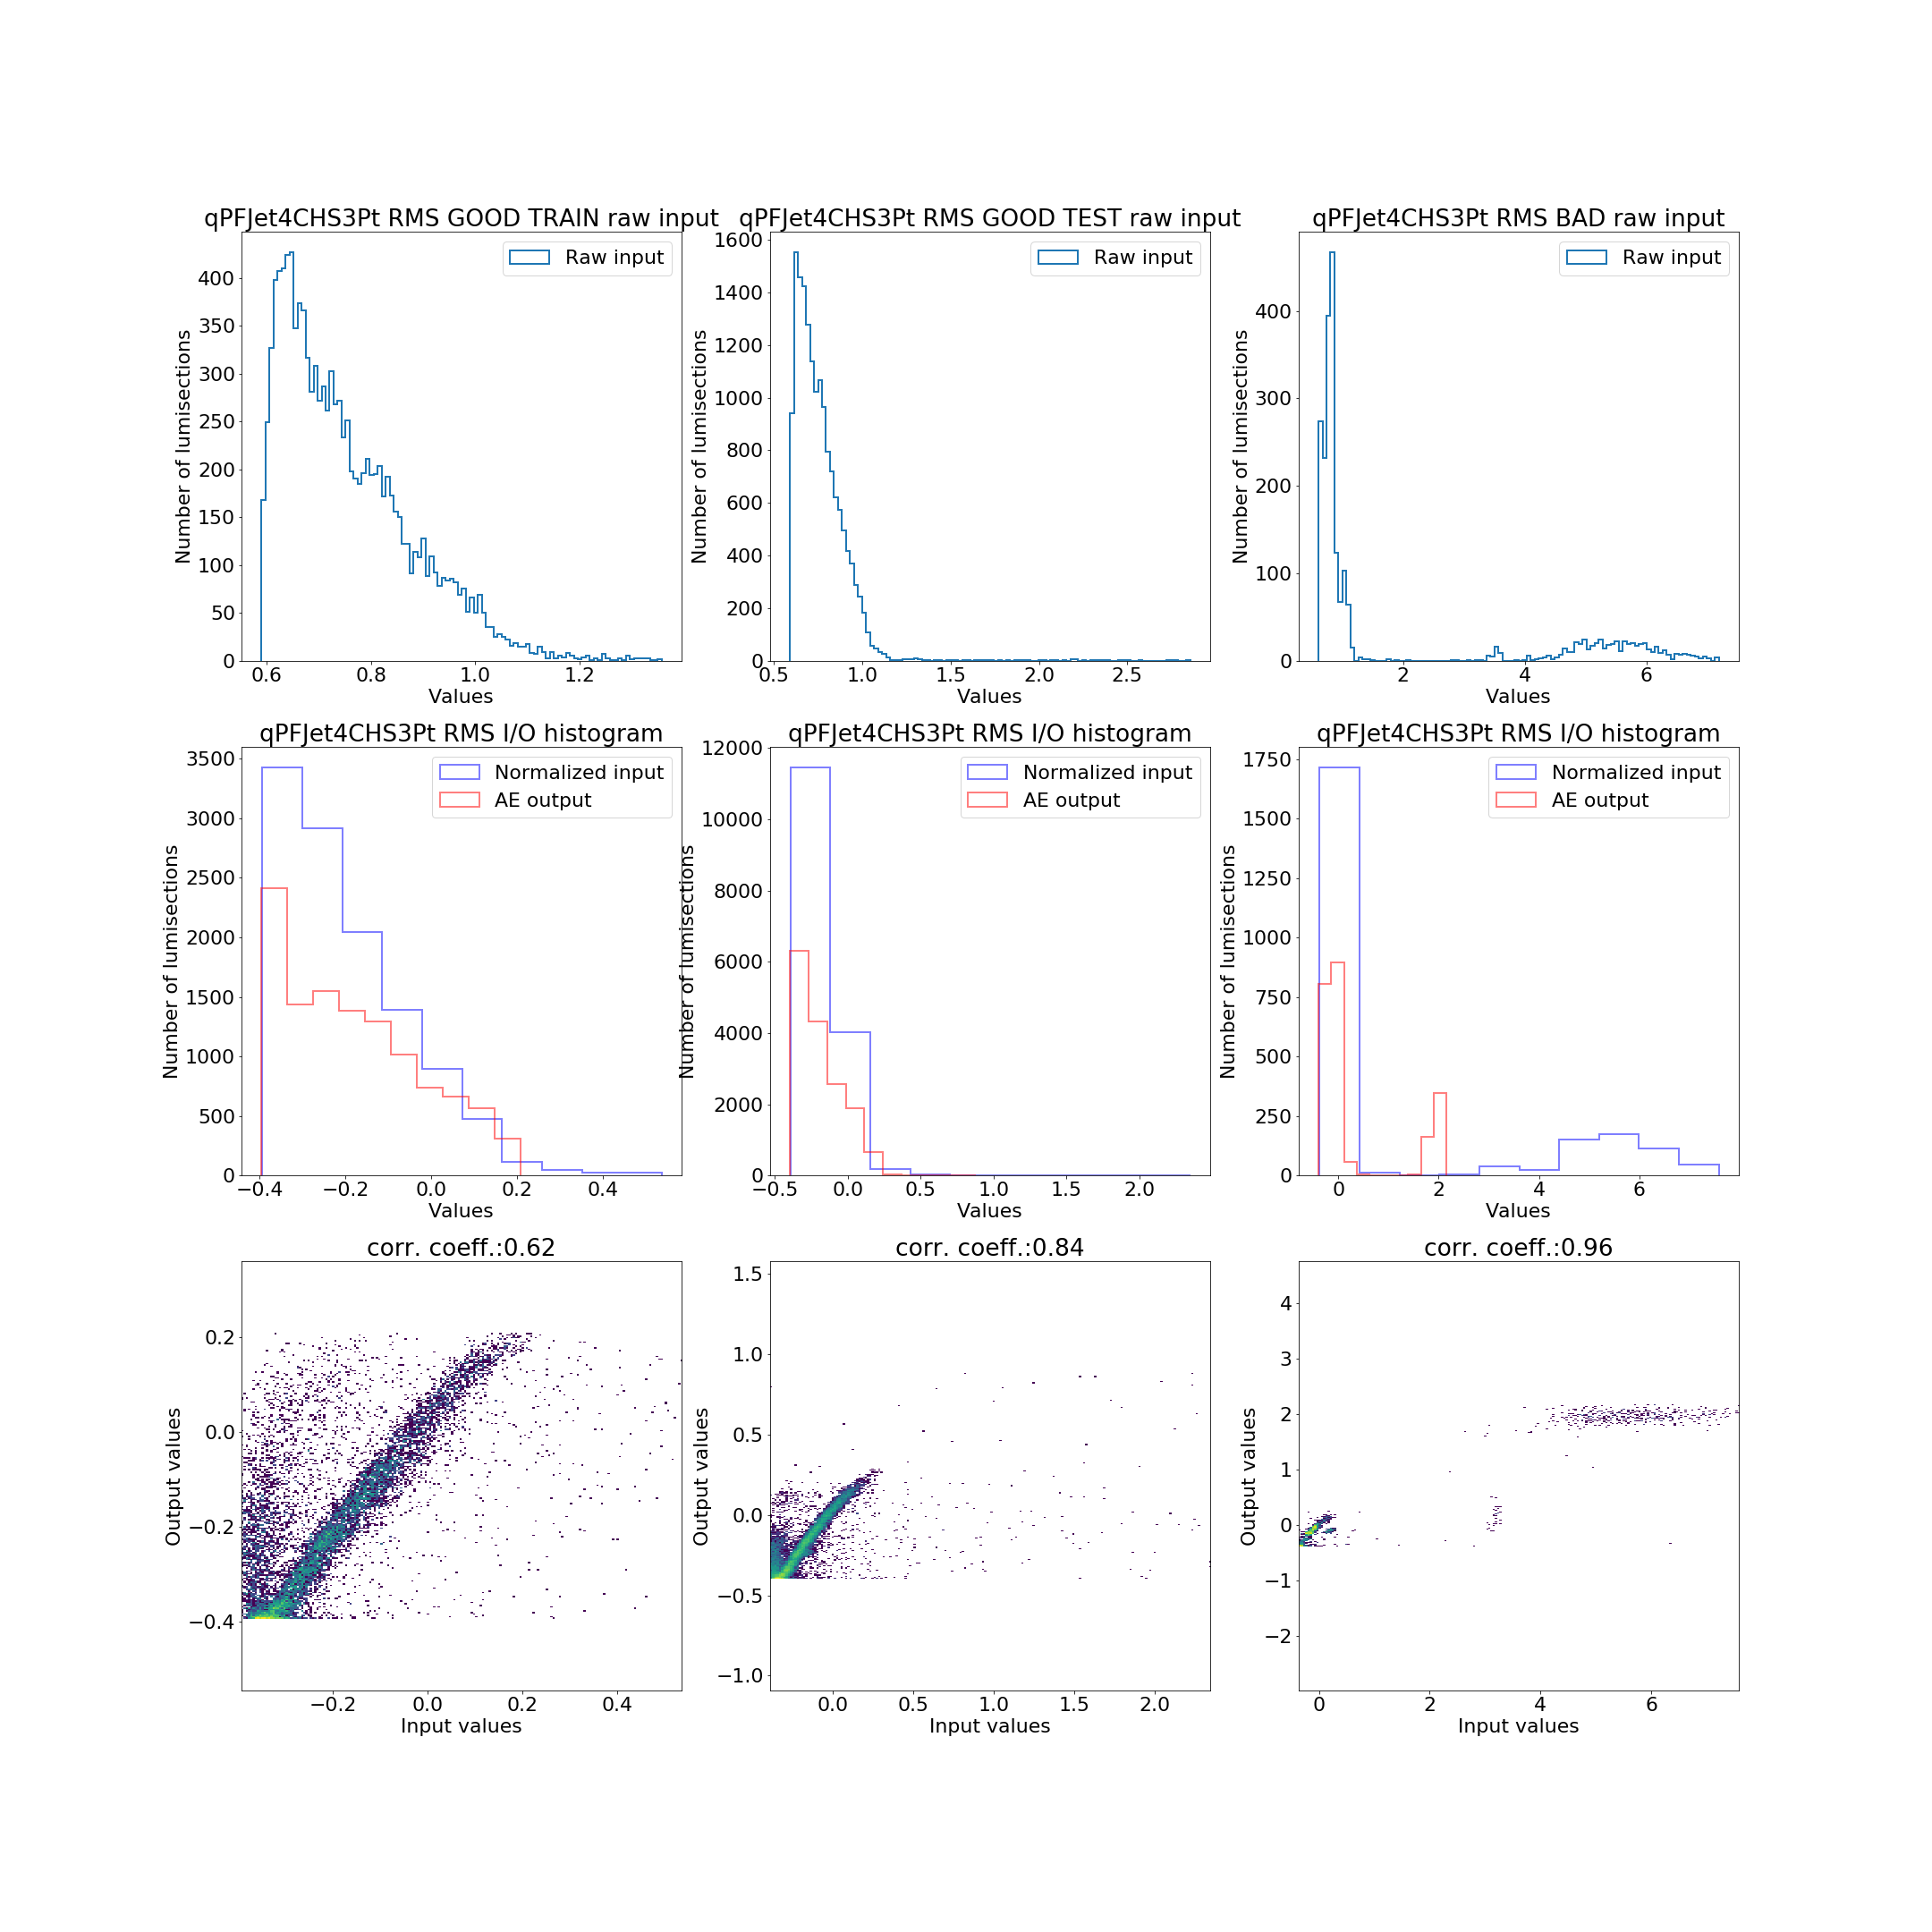 qPFJet4CHS3Pt RMS GOOD TRAIN raw input
Raw input
400
350
300
250
200
150
100
50
0
Number of lumisections
0.6 0.8 1.0 1.2
Values
qPFJet4CHS3Pt RMS GOOD TEST raw input
Raw input
1600
1400
1200
1000
800
600
400
200
0
Number of lumisections
0.5 1.0 1.5 2.0 2.5
Values
qPFJet4CHS3Pt RMS BAD raw input
Raw input
400
300
200
100
0
Number of lumisections
2 4 6
Values
qPFJet4CHS3Pt RMS I/O histogram
Normalized input
AE output
3500
3000
2500
2000
1500
1000
500
0
Number of lumisections
−0.4 −0.2 0.0 0.2 0.4
Values
qPFJet4CHS3Pt RMS I/O histogram
Normalized input
AE output
12000
10000
8000
6000
4000
2000
0
Number of lumisections
−0.5 0.0 0.5 1.0 1.5 2.0
Values
qPFJet4CHS3Pt RMS I/O histogram
Normalized input
AE output
1750
1500
1250
1000
750
500
250
0
Number of lumisections
0 2 4 6
Values
corr. coeff.:0.62
0.2
0.0
−0.2
−0.4
Output values
−0.2 0.0 0.2 0.4
Input values
corr. coeff.:0.84
1.5
1.0
0.5
0.0
−0.5
−1.0
Output values
0.0 0.5 1.0 1.5 2.0
Input values
corr. coeff.:0.96
4
3
2
1
0
−1
−2
Output values
0 2 4 6
Input values